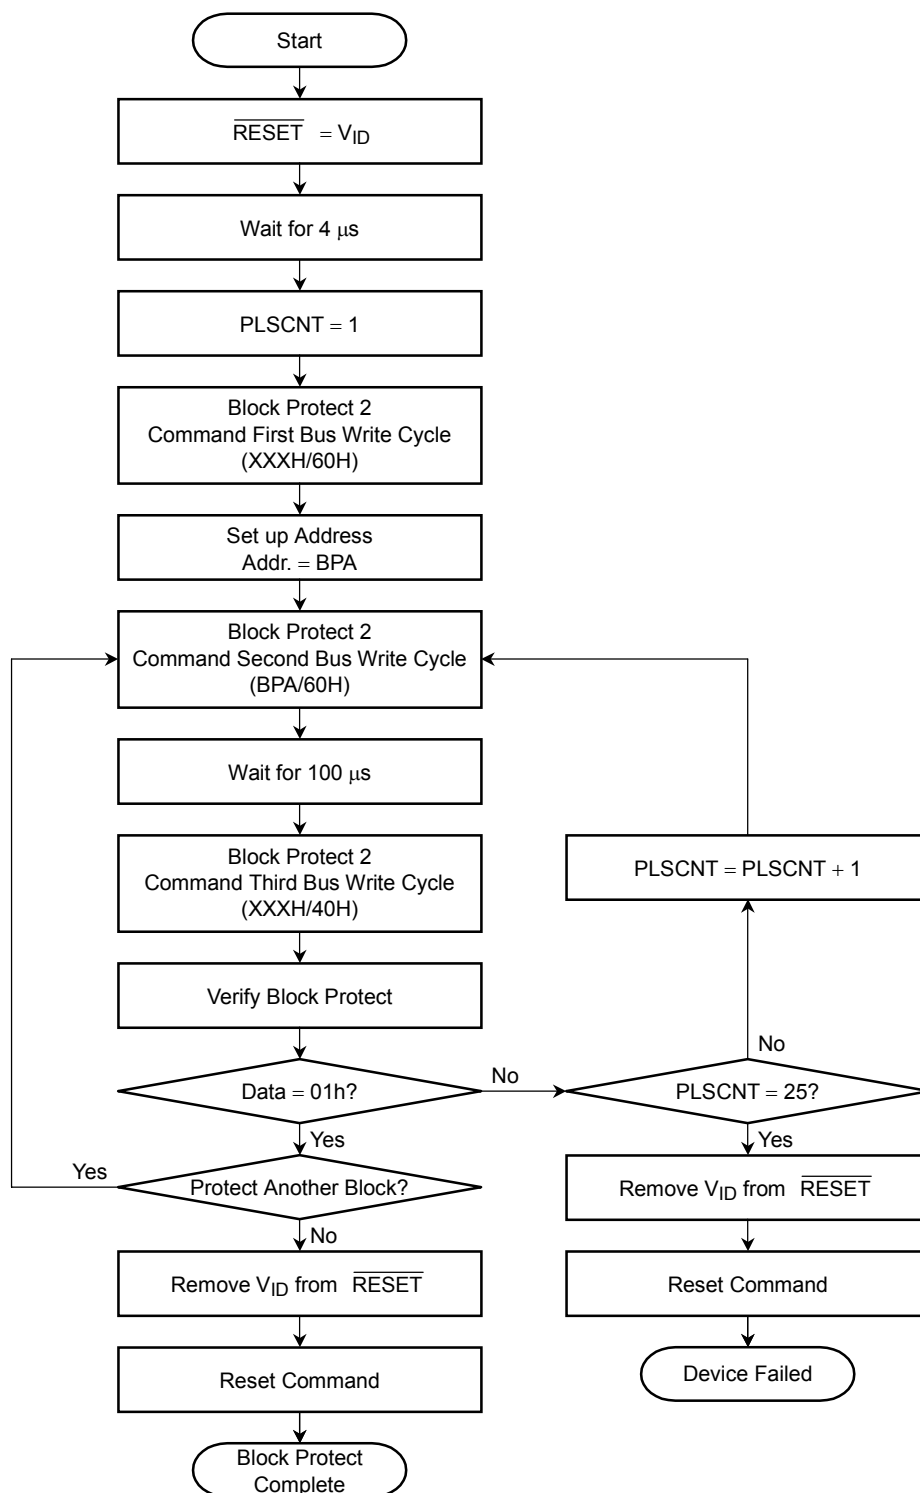 Start
RESET = VID
Wait for 4 μs
PLSCNT = 1
Block Protect 2
Command First Bus Write Cycle
(XXXH/60H)
Set up Address
Addr. = BPA
Block Protect 2
Command Second Bus Write Cycle
(BPA/60H)
Wait for 100 μs
Block Protect 2
Command Third Bus Write Cycle
(XXXH/40H)
PLSCNT = PLSCNT + 1
Verify Block Protect
No
Data = 01h?
No
PLSCNT = 25?
Yes
Yes
Yes
Protect Another Block?
Remove VID from RESET
No
Remove VID from RESET
Reset Command
Reset Command
Device Failed
Block Protect
Complete